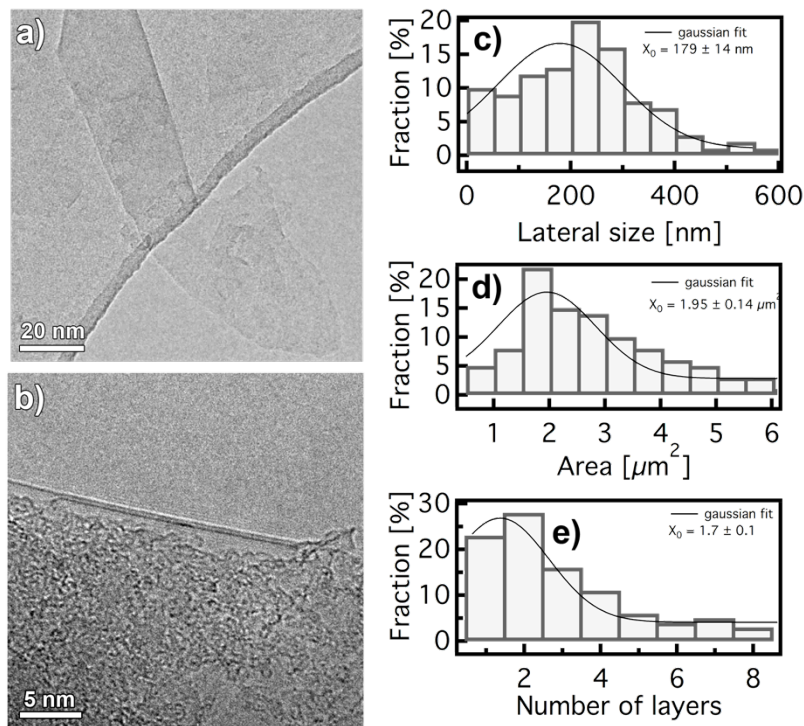 a)
20 nm
b)
5 nm
c)
Fraction [%]
20
15
10
5
0
gaussian fit
X₀ = 179 ± 14 nm
0 200 400 600
Lateral size [nm]
d)
Fraction [%]
20
15
10
5
0
gaussian fit
X₀ = 1.95 ± 0.14 µm²
1 2 3 4 5 6
Area [µm²]
e)
Fraction [%]
30
20
10
0
gaussian fit
X₀ = 1.7 ± 0.1
2 4 6 8
Number of layers